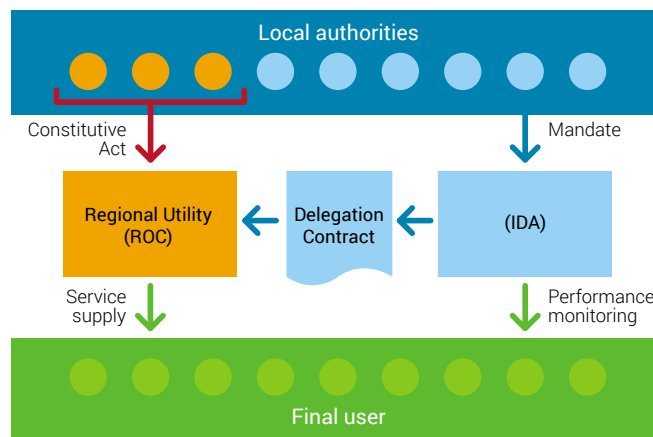 Local authorities
Constitutive
Act
Mandate
Regional Utility
(ROC)
Delegation
Contract
(IDA)
Service
supply
Performance
monitoring
Final user